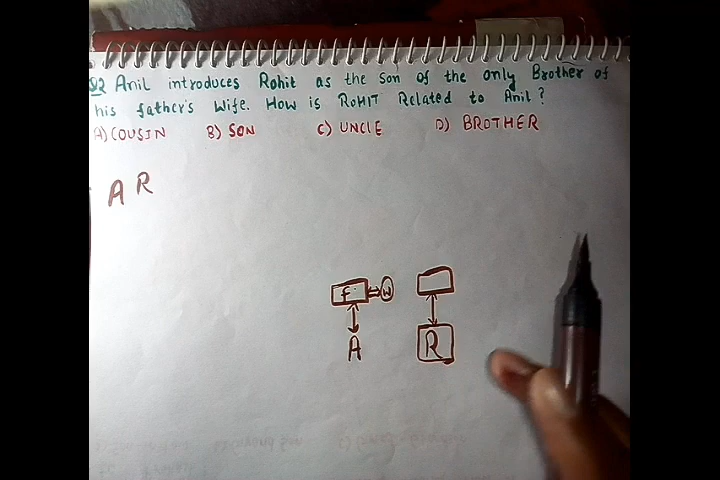 Q2 Anil introduces Rohit as the son of the only Brother of
his father's Wife. How is ROHIT Related to Anil?
A) COUSIN B) SON C) UNCLE D) BROTHER
A R
F W
A R